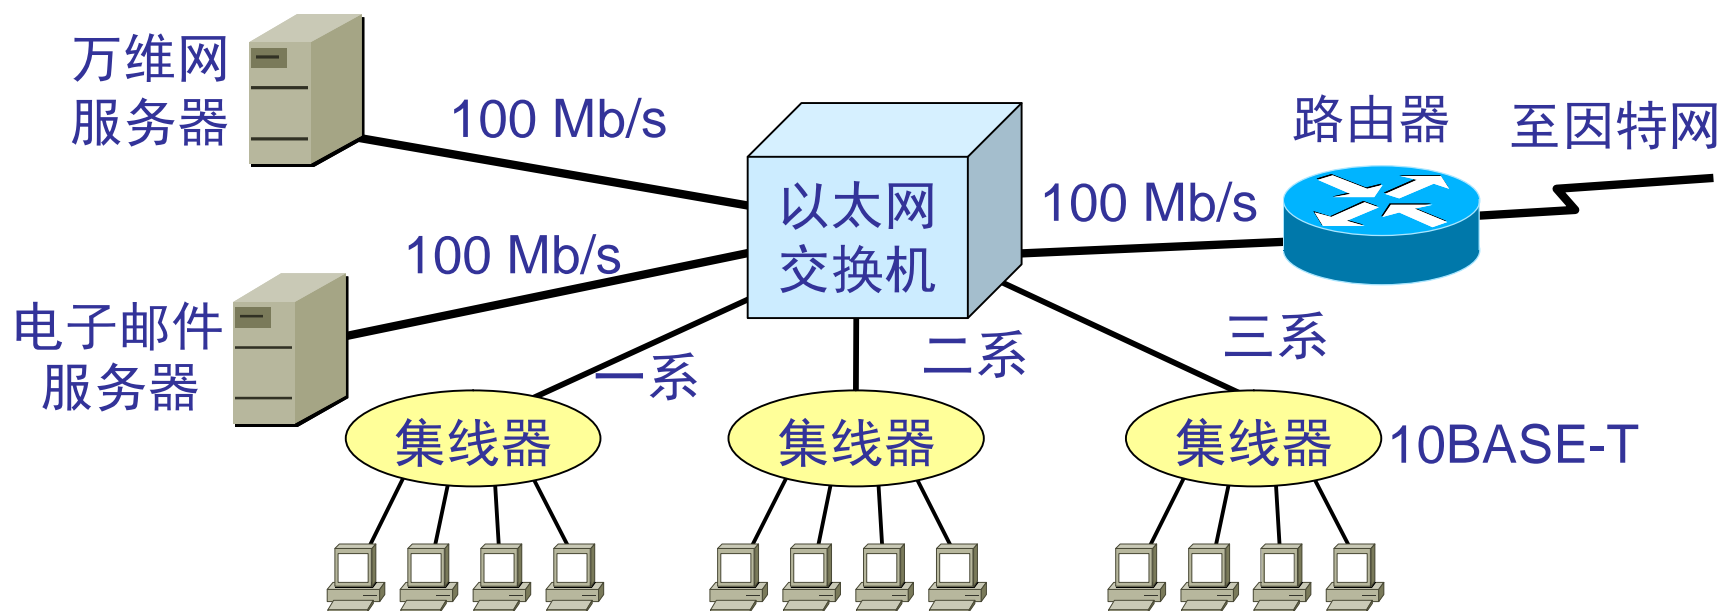 万维网
服务器
100 Mb/s
路由器
至因特网
以太网
交换机
100 Mb/s
100 Mb/s
电子邮件
服务器
一系
二系
三系
集线器
集线器
集线器
10BASE-T